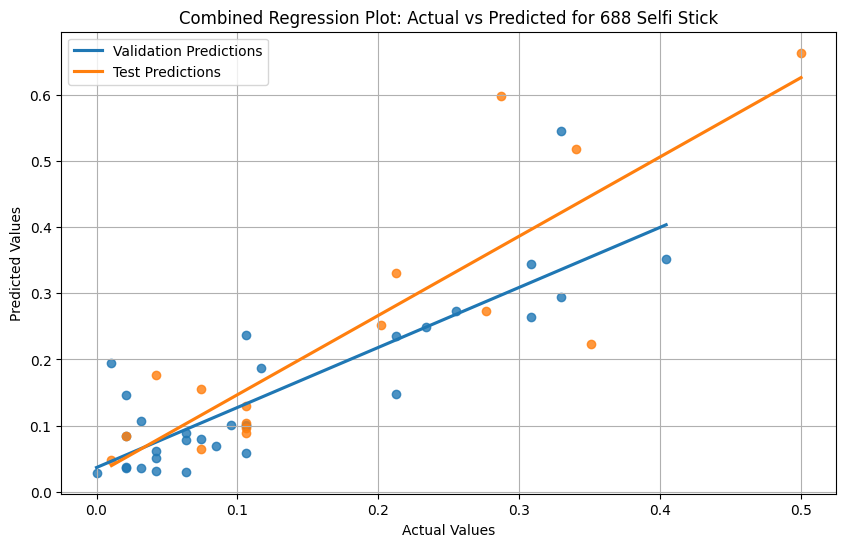 Combined Regression Plot: Actual vs Predicted for 688 Selfi Stick
Validation Predictions
Test Predictions
Predicted Values
0.6
0.5
0.4
0.3
0.2
0.1
0.0
0.0 0.1 0.2 0.3 0.4 0.5
Actual Values